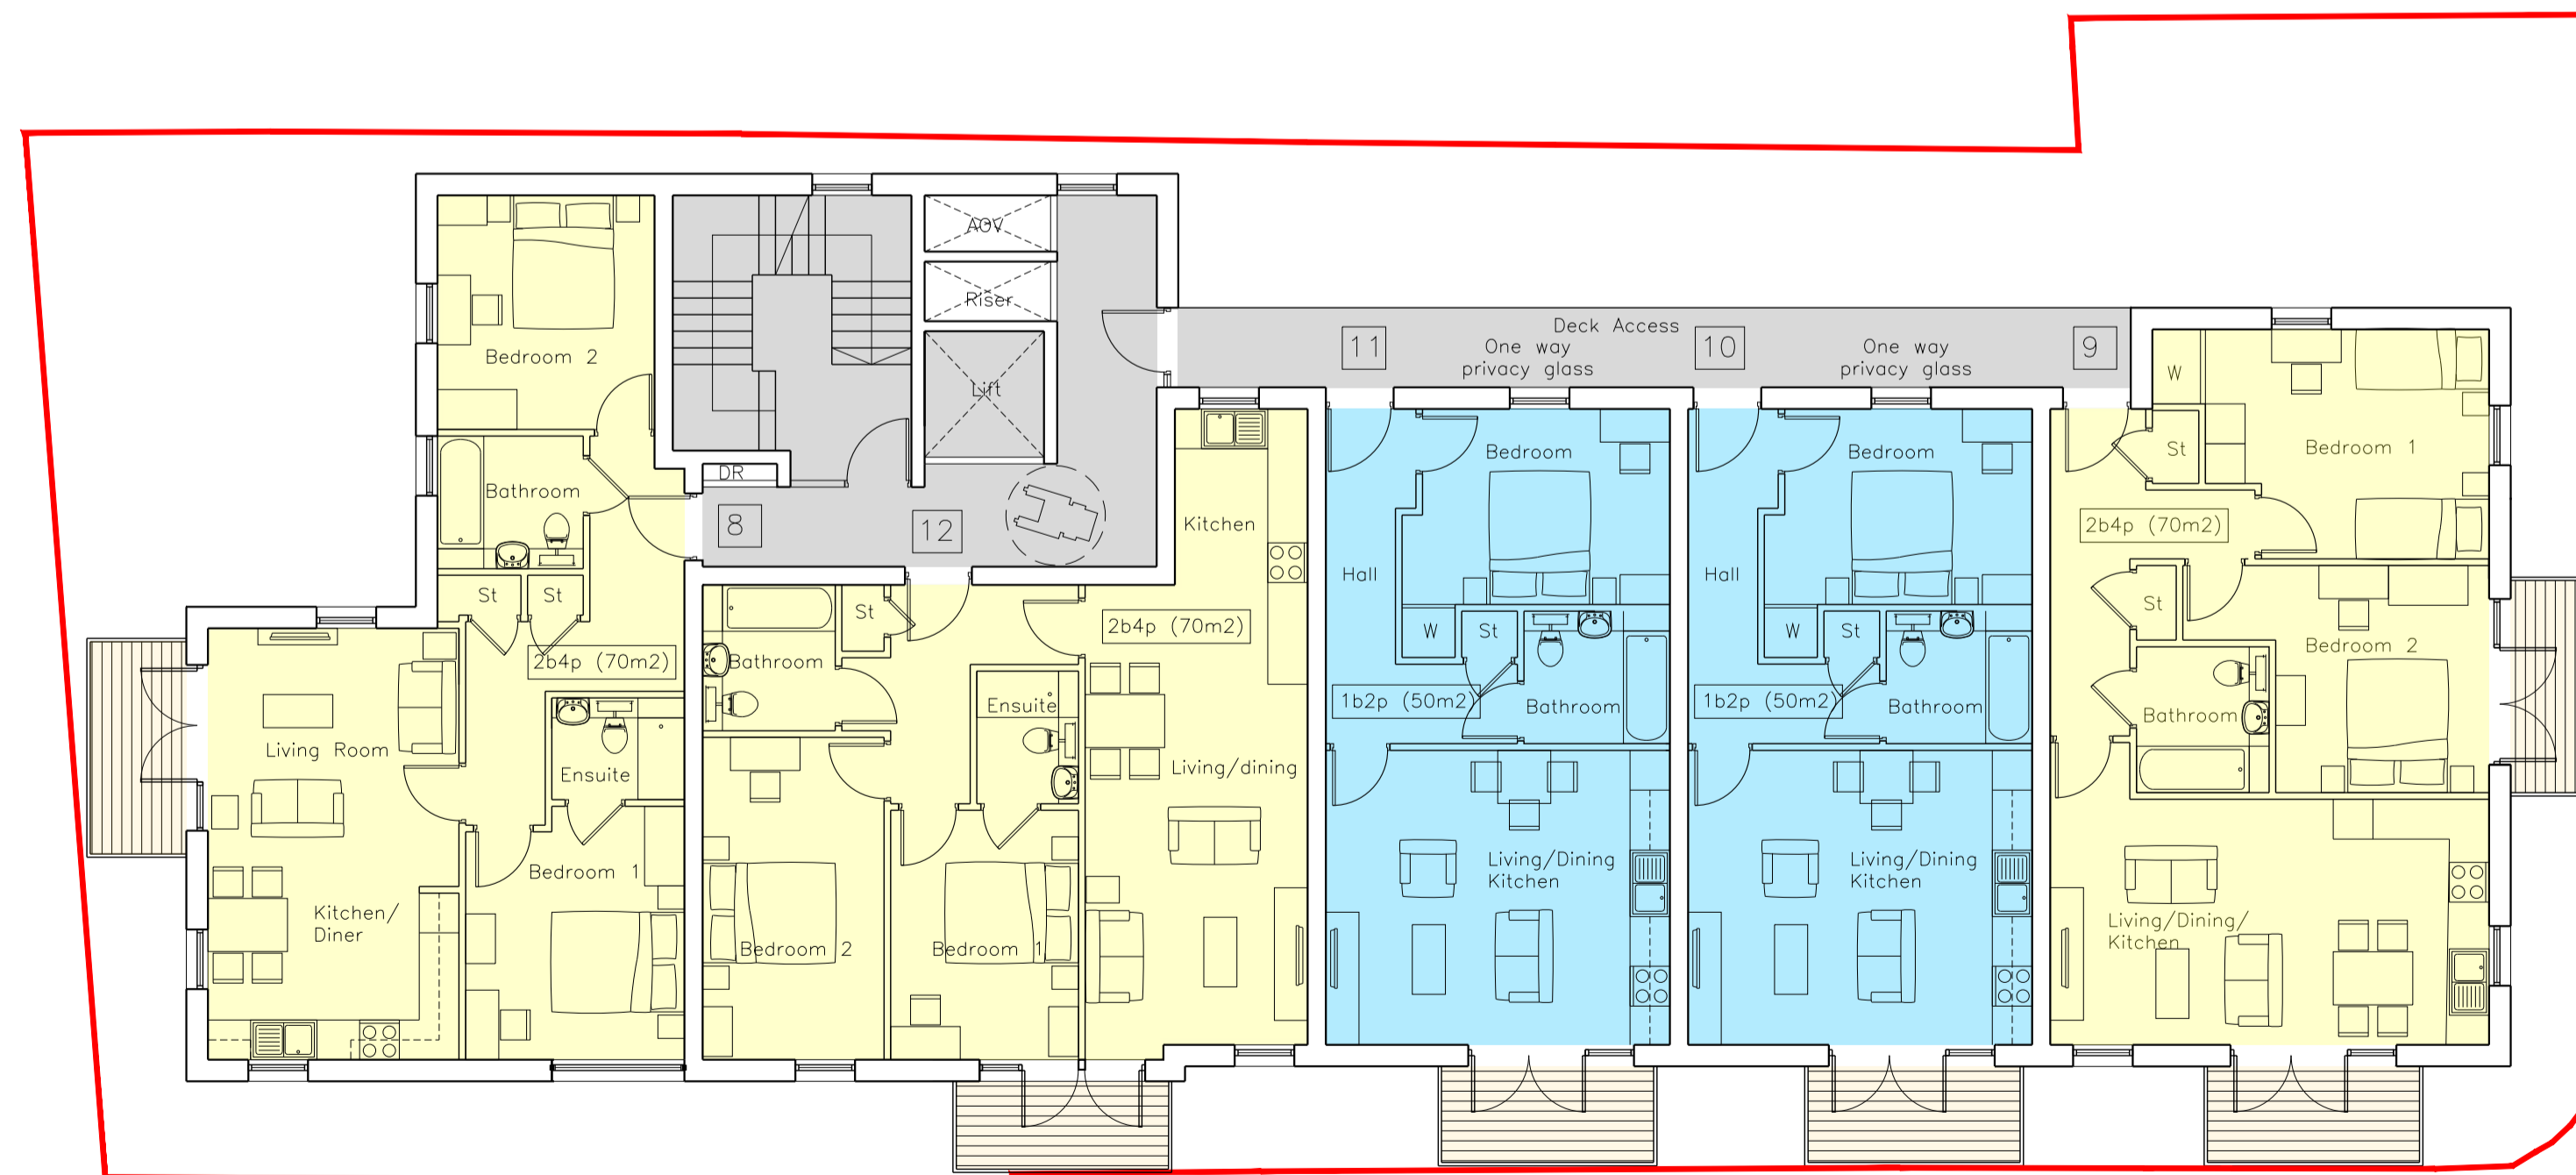 AOV
Riser
Lift
DR
8
12
Deck Access
11
One way
privacy glass
10
One way
privacy glass
9
Bedroom 2
Bathroom
St
St
2b4p (70m2)
Living Room
Ensuite
Bedroom 1
Kitchen/
Diner
St
Bathroom
Ensuite
Bedroom 2
Bedroom 1
Kitchen
2b4p (70m2)
Living/dining
Bedroom
Hall
W
St
1b2p (50m2)
Bathroom
Living/Dining
Kitchen
Bedroom
Hall
W
St
1b2p (50m2)
Bathroom
Living/Dining
Kitchen
W
St
Bedroom 1
2b4p (70m2)
St
Bedroom 2
Bathroom
Living/Dining/
Kitchen